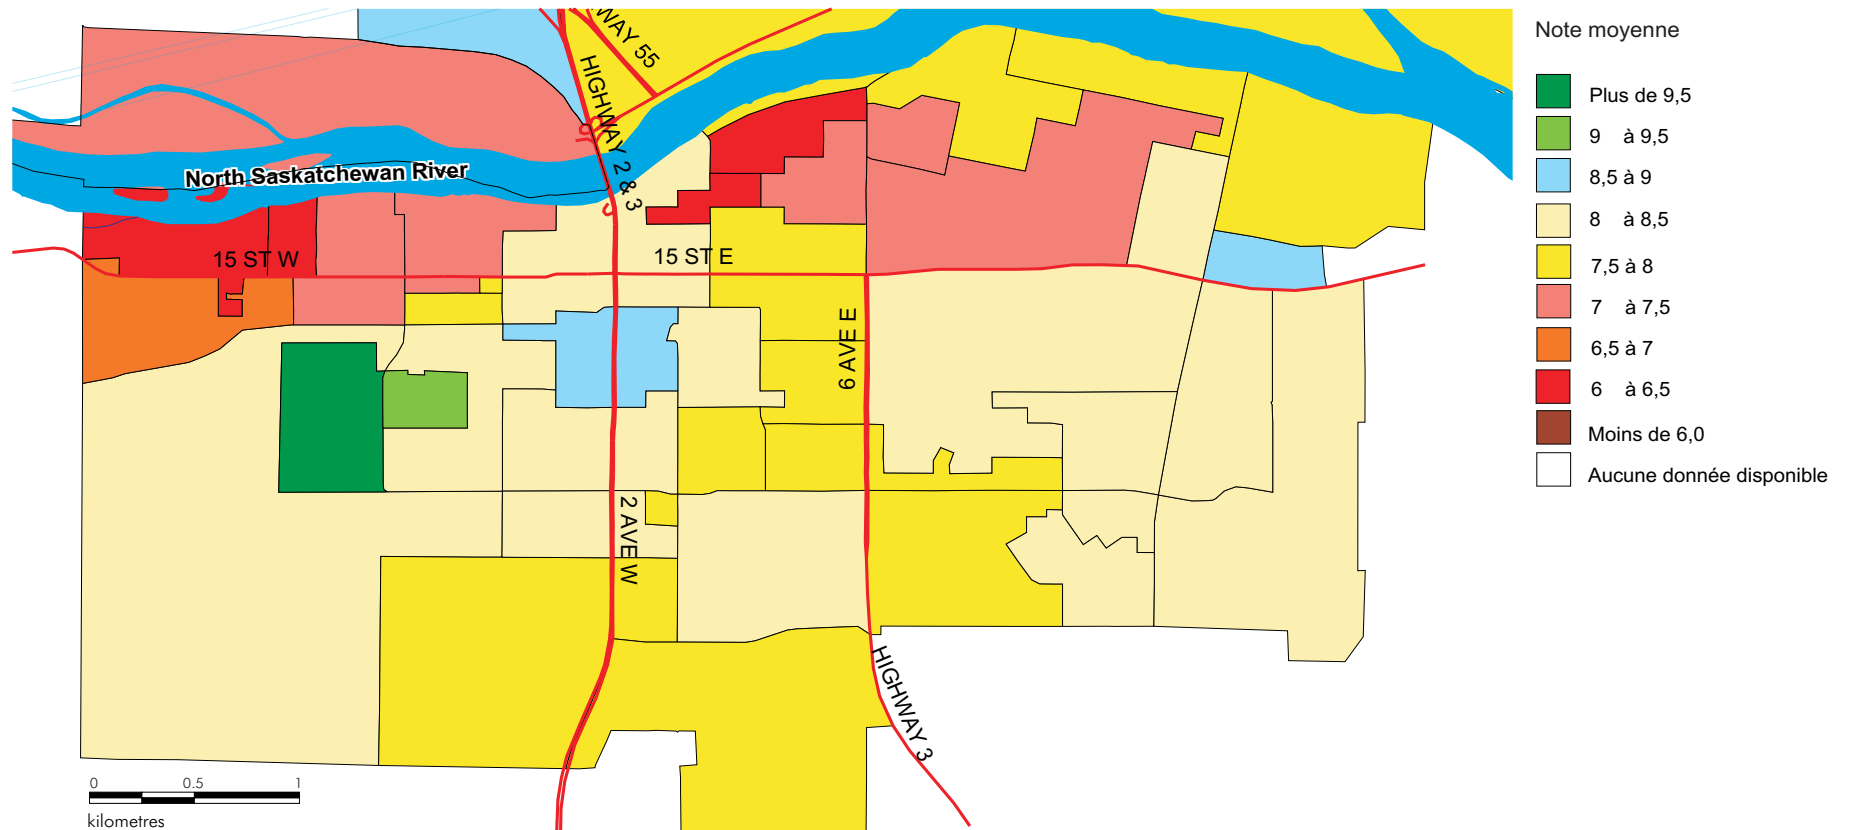 WAY 55
HIGHWAY 2 & 3
North Saskatchewan River
15 ST W
15 ST E
6 AVE E
2 AVE W
HIGHWAY 3
0 0.5 1
kilometres
Note moyenne
Plus de 9,5
9 à 9,5
8,5 à 9
8 à 8,5
7,5 à 8
7 à 7,5
6,5 à 7
6 à 6,5
Moins de 6,0
Aucune donnée disponible